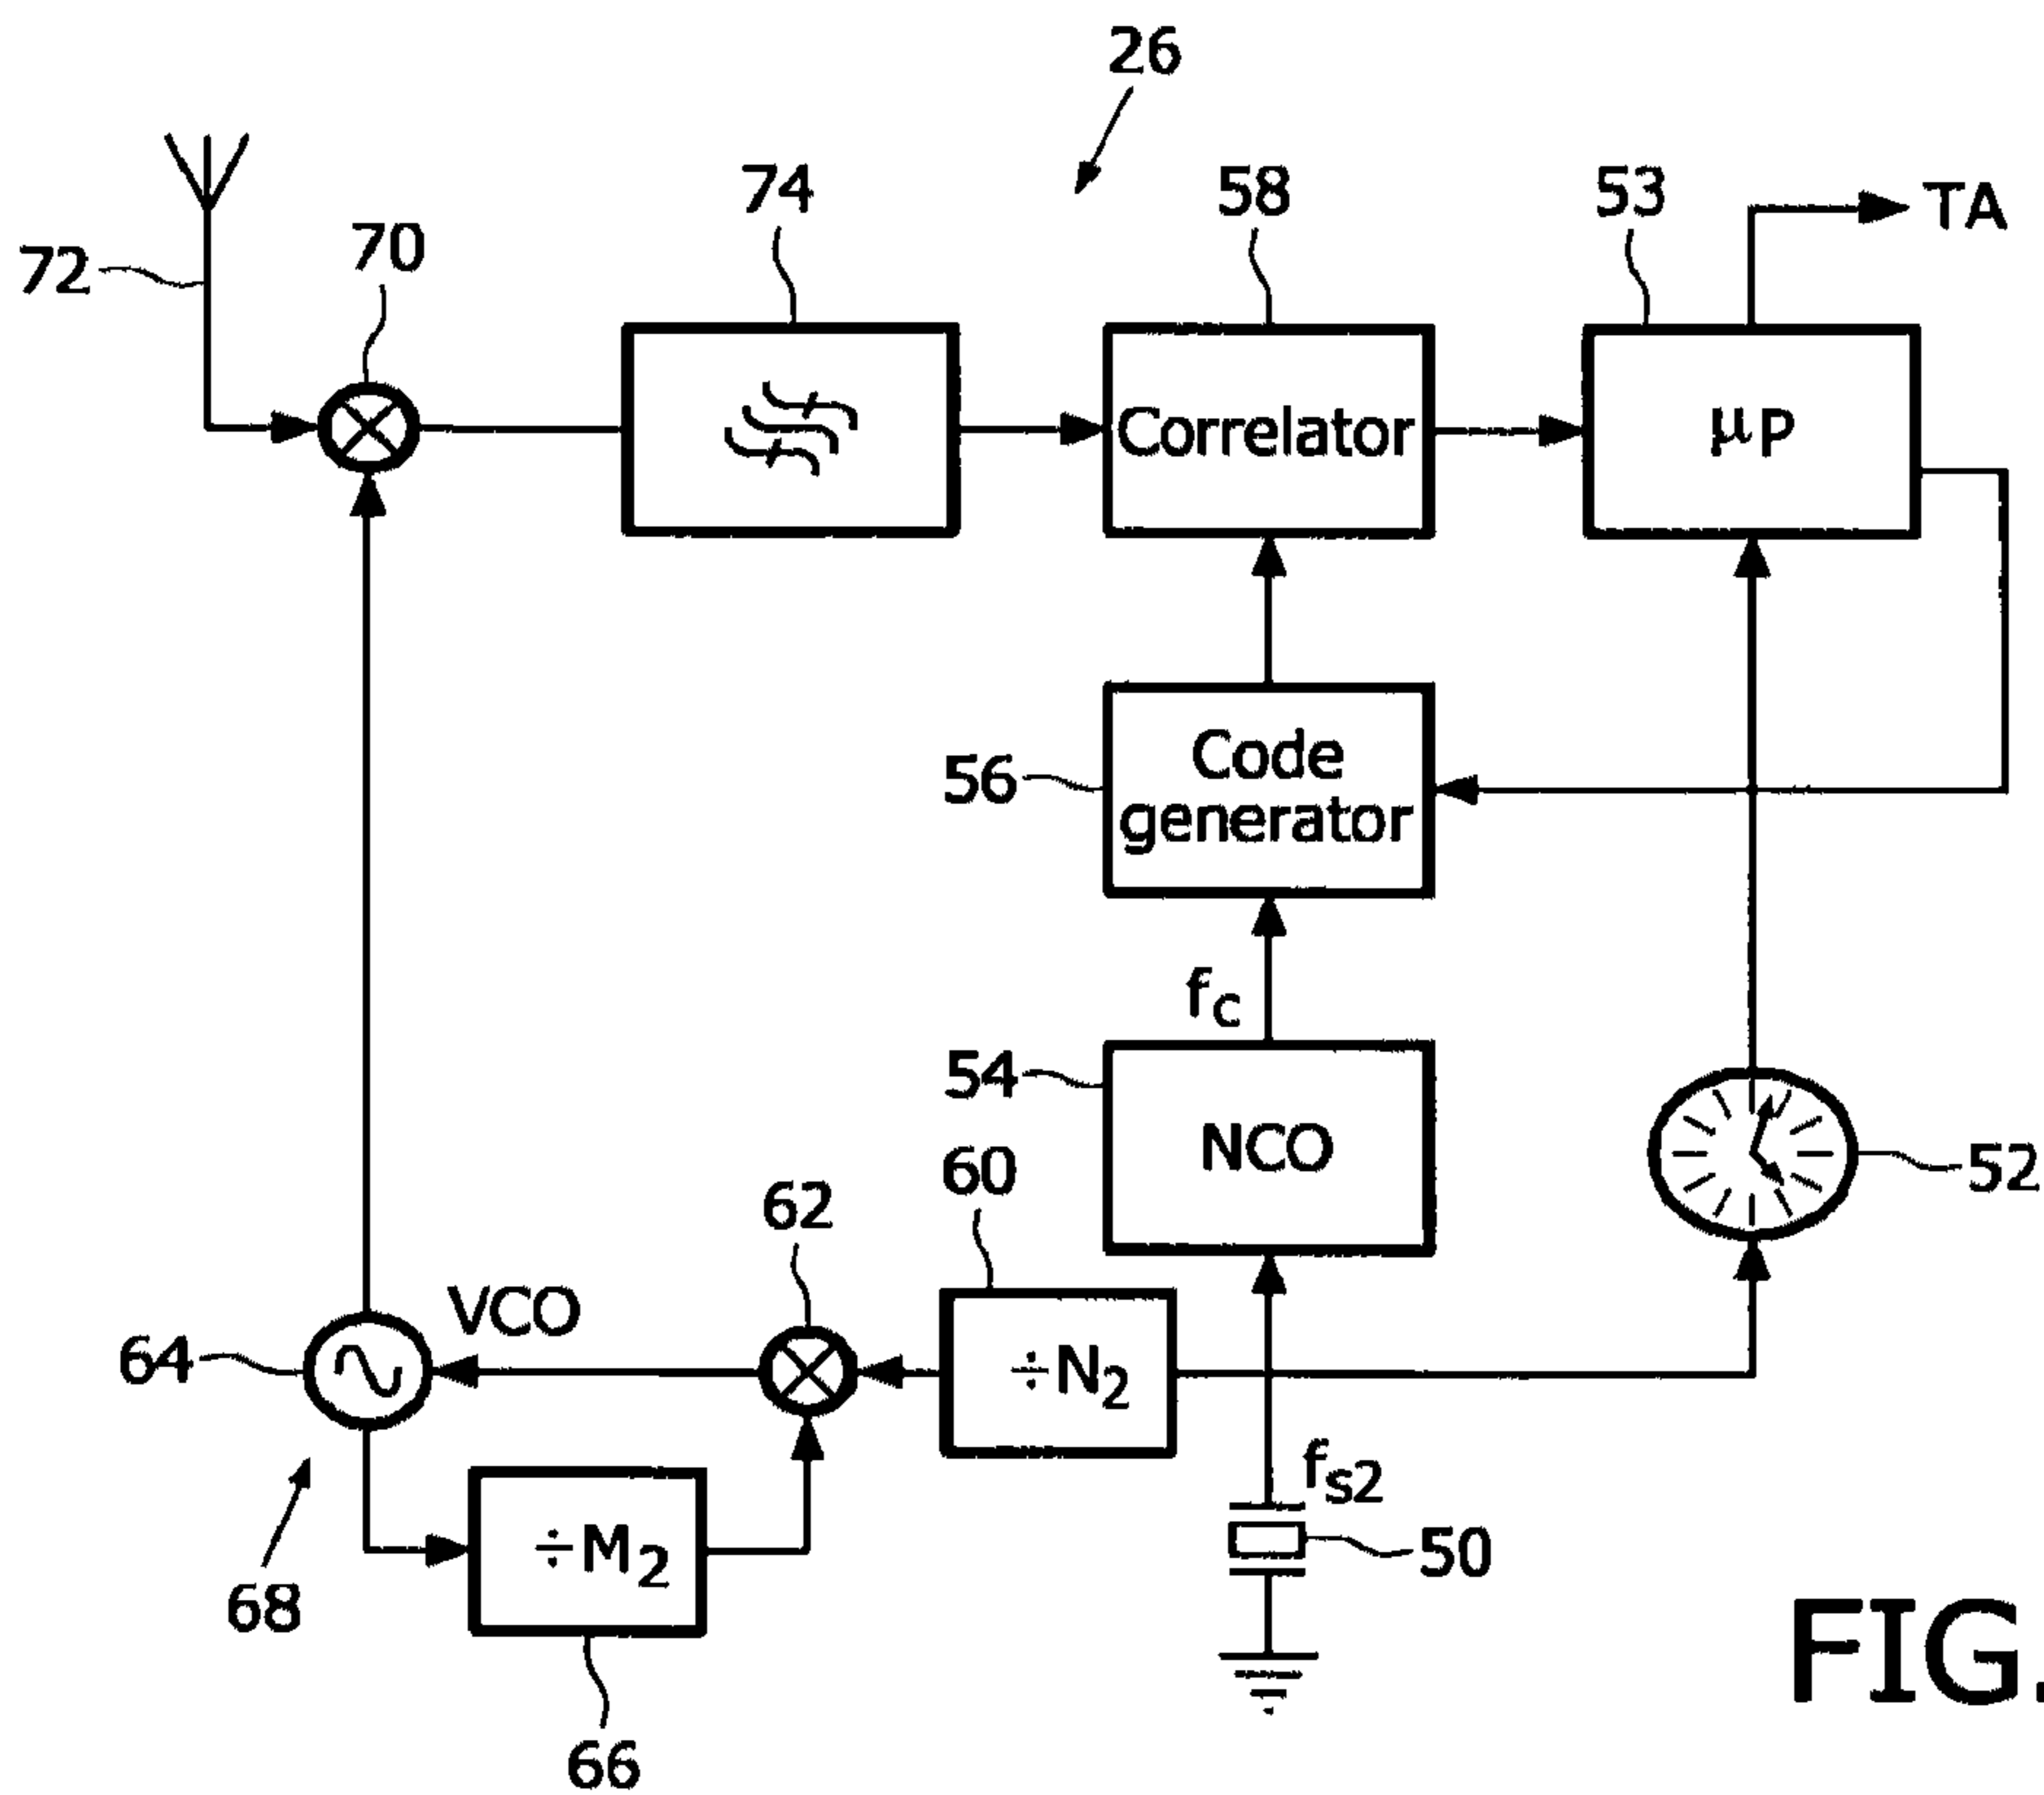 26
74
58
53
TA
70
72
Correlator
μP
56
Code
generator
fc
54
NCO
60
62
52
VCO
64
÷N2
fs2
÷M2
50
68
66
FIG.